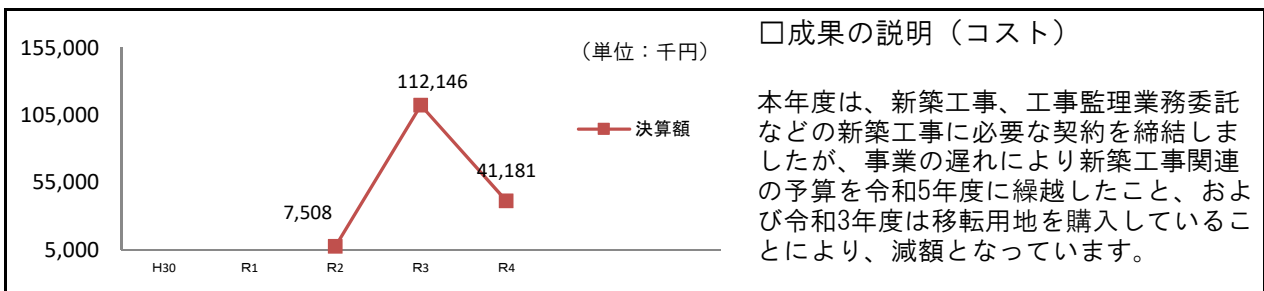 155,000
105,000
55,000
5,000
(単位：千円)
112,146
41,181
7,508
決算額
H30
R1
R2
R3
R4
□成果の説明（コスト）
本年度は、新築工事、工事監理業務委託
などの新築工事に必要な契約を締結しま
したが、事業の遅れにより新築工事関連
の予算を令和5年度に繰越したこと、およ
び令和3年度は移転用地を購入しているこ
とにより、減額となっています。